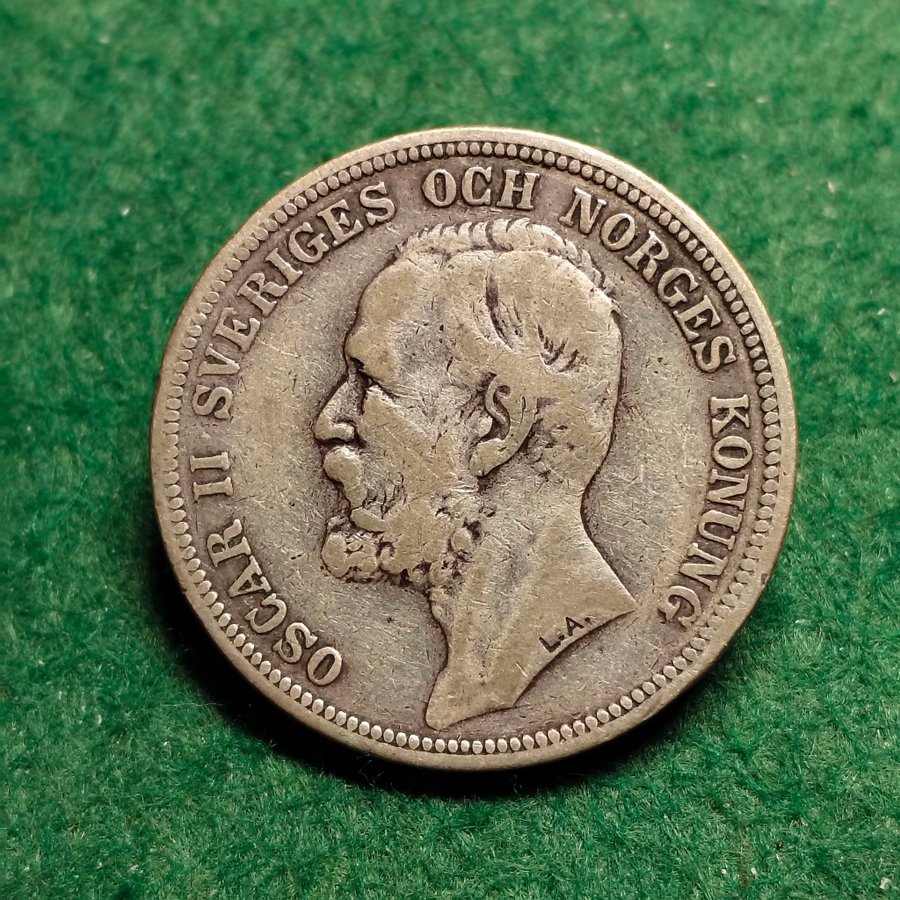 OSCAR II SVERIGES OCH NORGES KONUNG
L.A.